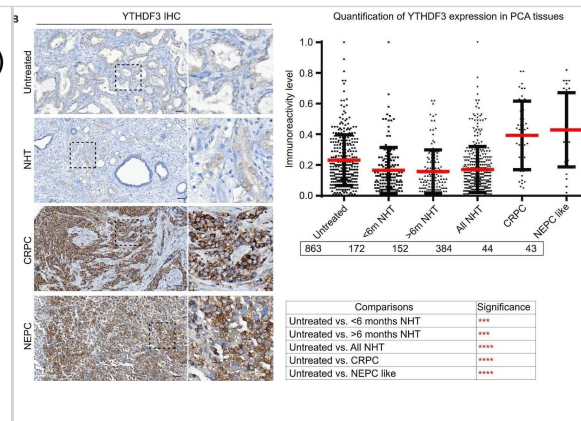 B
YTHDF3 IHC
Untreated
NHT
CRPC
NEPC
Quantification of YTHDF3 expression in PCA tissues
Immunoreactivity level
1.0
0.8
0.6
0.4
0.2
0.0
Untreated
<6m NHT
>6m NHT
All NHT
CRPC
NEPC like
863 172 152 384 44 43
Comparisons Significance
Untreated vs. <6 months NHT ***
Untreated vs. >6 months NHT ***
Untreated vs. All NHT ****
Untreated vs. CRPC ****
Untreated vs. NEPC like ****